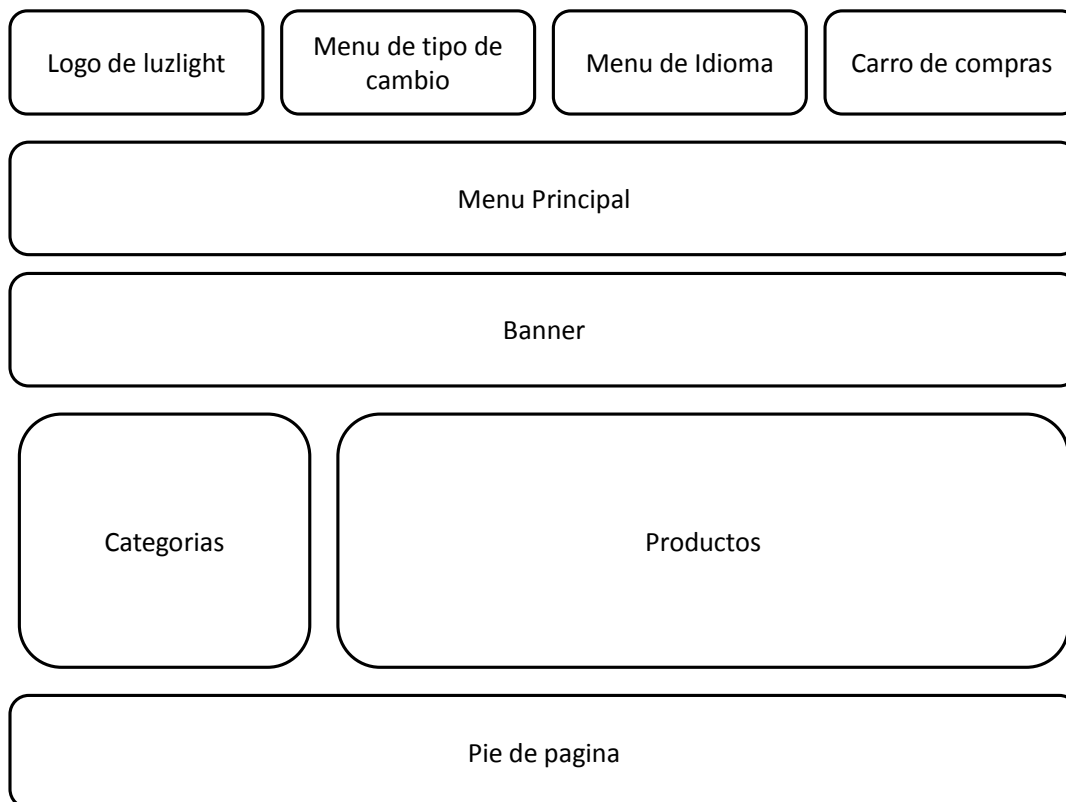 Logo de luzlight
Menu de tipo de
cambio
Menu de Idioma
Carro de compras
Menu Principal
Banner
Categorias
Productos
Pie de pagina